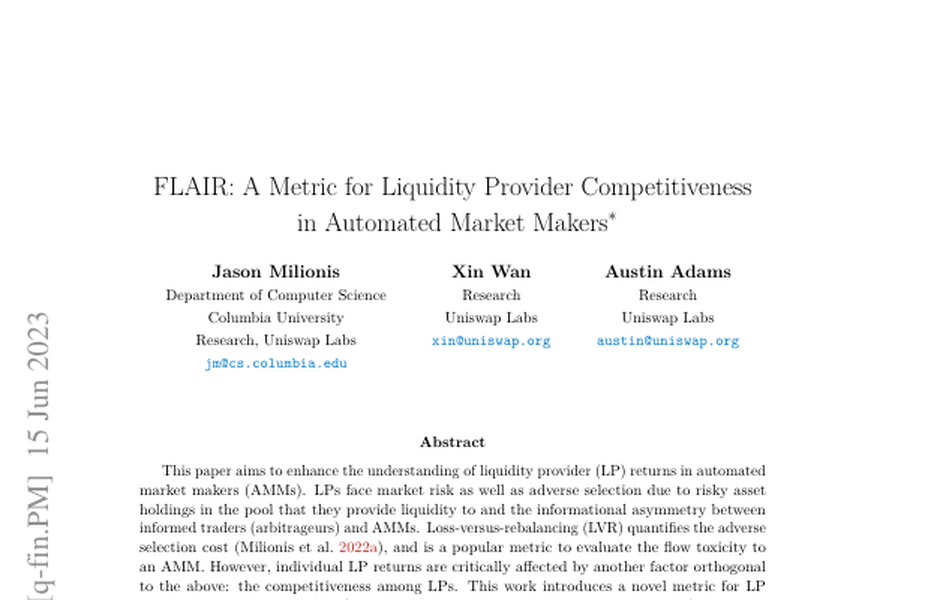 FLAIR: A Metric for Liquidity Provider Competitiveness
in Automated Market Makers*
Jason Milionis
Department of Computer Science
Columbia University
Research, Uniswap Labs
jm@cs.columbia.edu
Xin Wan
Research
Uniswap Labs
xin@uniswap.org
Austin Adams
Research
Uniswap Labs
austin@uniswap.org
Abstract
This paper aims to enhance the understanding of liquidity provider (LP) returns in automated
market makers (AMMs). LPs face market risk as well as adverse selection due to risky asset
holdings in the pool that they provide liquidity to and the informational asymmetry between
informed traders (arbitrageurs) and AMMs. Loss-versus-rebalancing (LVR) quantifies the adverse
selection cost (Milionis et al. 2022a), and is a popular metric to evaluate the flow toxicity to
an AMM. However, individual LP returns are critically affected by another factor orthogonal
to the above: the competitiveness among LPs. This work introduces a novel metric for LP
[q-fin.PM] 15 Jun 2023